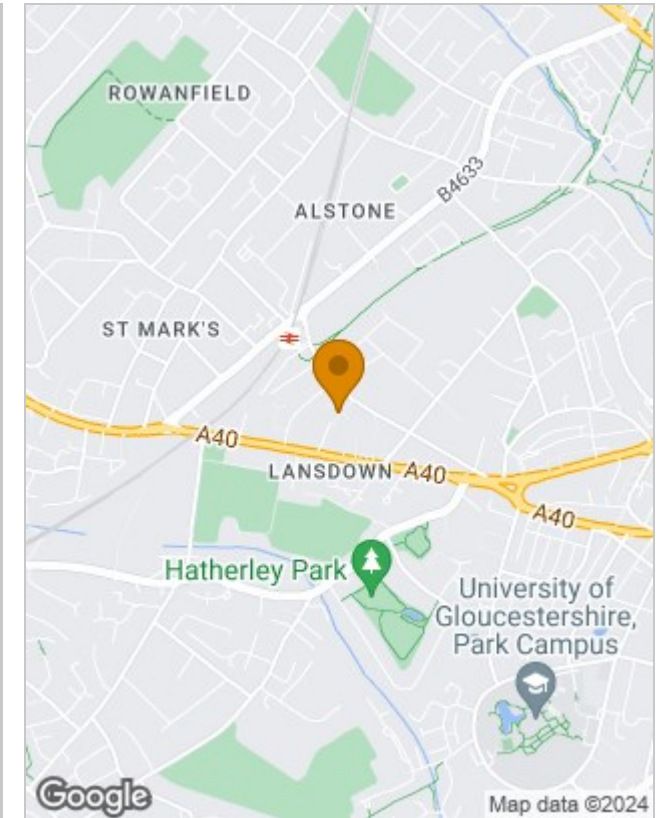 ROWANFIELD
B4633
ALSTONE
ST MARK'S
A40
LANSDOWN
A40
A40
Hatherley Park
University of
Gloucestershire,
Park Campus
Google
Map data ©2024